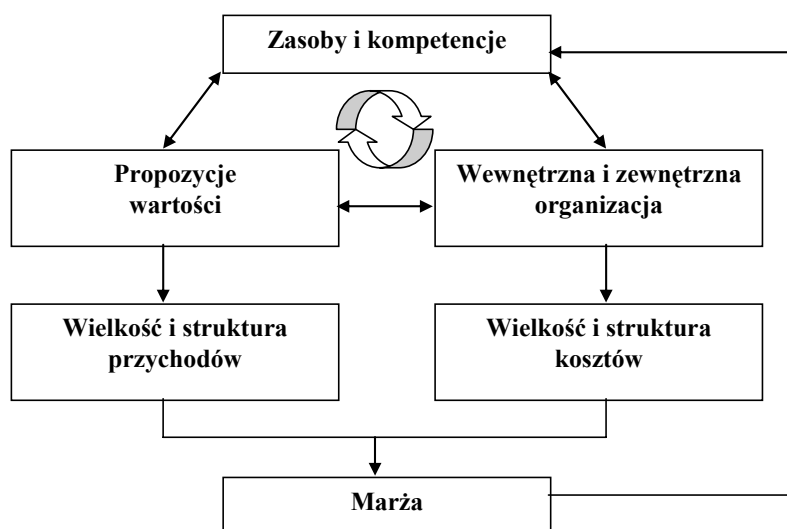 Zasoby i kompetencje
Propozycje
wartości
Wewnętrzna i zewnętrzna
organizacja
Wielkość i struktura
przychodów
Wielkość i struktura
kosztów
Marża